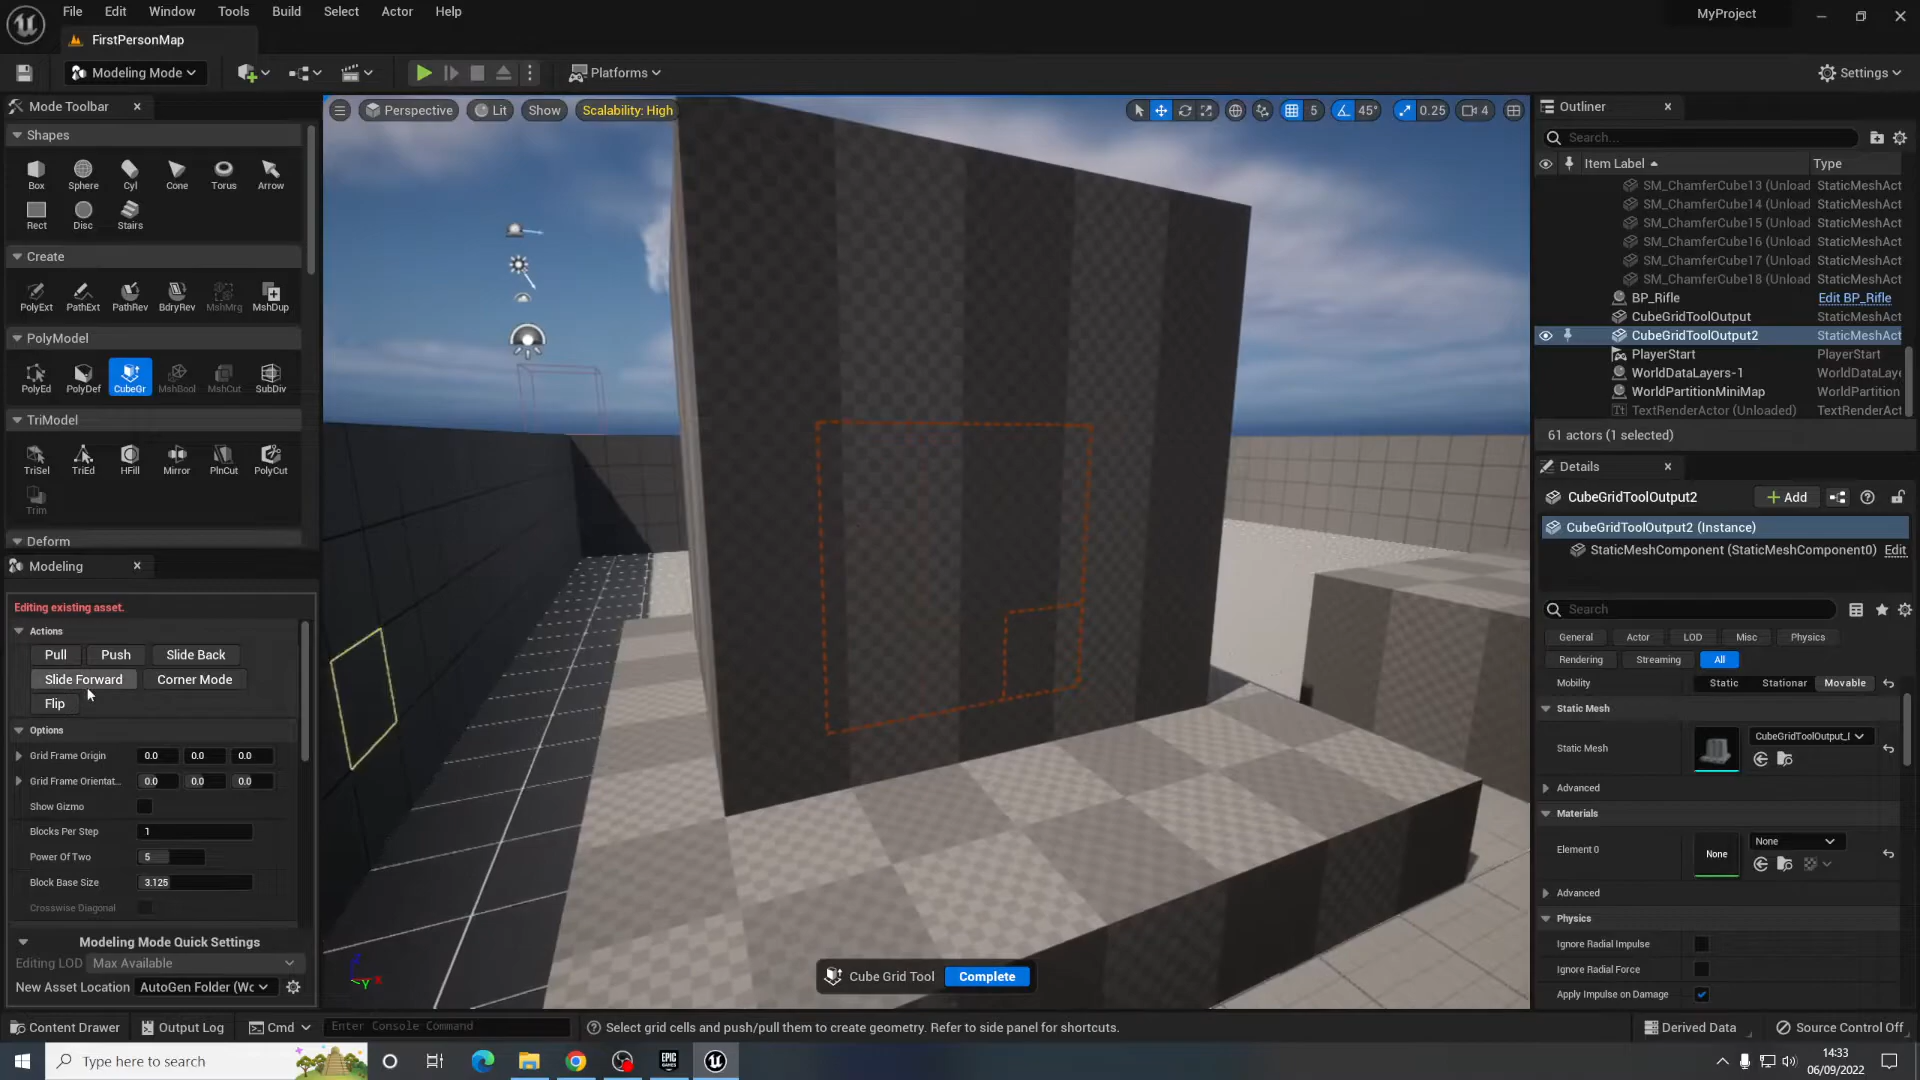 File Edit Window Tools Build Select Actor Help
MyProject
FirstPersonMap
Modeling Mode
Platforms
Settings
Mode Toolbar
Shapes
Box Sphere Cyl Cone Torus Arrow
Rect Disc Stairs
Create
PolyExt PathExt PathRev BdryRev MshMrg MshDup
PolyModel
PolyEd PolyDef CubeGr MshBool MshCut SubDiv
TriModel
TriSel TriEd HFill Mirror PlnCut PolyCut
Trim
Deform
Modeling
Editing existing asset.
Actions
Pull Push Slide Back
Slide Forward Corner Mode
Flip
Options
Grid Frame Origin 0.0 0.0 0.0
Grid Frame Orientat... 0.0 0.0 0.0
Show Gizmo
Blocks Per Step 1
Power Of Two 5
Block Base Size 3.125
Crosswise Diagonal
Modeling Mode Quick Settings
Editing LOD Max Available
New Asset Location AutoGen Folder (Wc
Perspective Lit Show Scalability: High
5 45° 0.25 4
Cube Grid Tool Complete
Outliner
Search...
Item Label Type
SM_ChamferCube13 (Unload StaticMeshAct
SM_ChamferCube14 (Unload StaticMeshAct
SM_ChamferCube15 (Unload StaticMeshAct
SM_ChamferCube16 (Unload StaticMeshAct
SM_ChamferCube17 (Unload StaticMeshAct
SM_ChamferCube18 (Unload StaticMeshAct
BP_Rifle Edit BP_Rifle
CubeGridToolOutput StaticMeshAct
CubeGridToolOutput2 StaticMeshAct
PlayerStart PlayerStart
WorldDataLayers-1 WorldDataLaye
WorldPartitionMiniMap WorldPartition
TextRenderActor (Unloaded) TextRenderAct
61 actors (1 selected)
Details
CubeGridToolOutput2 Add
CubeGridToolOutput2 (Instance)
StaticMeshComponent (StaticMeshComponent0) Edit
Search
General Actor LOD Misc Physics
Rendering Streaming All
Mobility Static Stationar Movable
Static Mesh
Static Mesh CubeGridToolOutput_I
Advanced
Materials
Element 0 None None
Advanced
Physics
Ignore Radial Impulse
Ignore Radial Force
Apply Impulse on Damage
Content Drawer Output Log Cmd Enter Console Command Select grid cells and push/pull them to create geometry. Refer to side panel for shortcuts. Derived Data Source Control Off
Type here to search
EPIC GAMES
14:33
06/09/2022